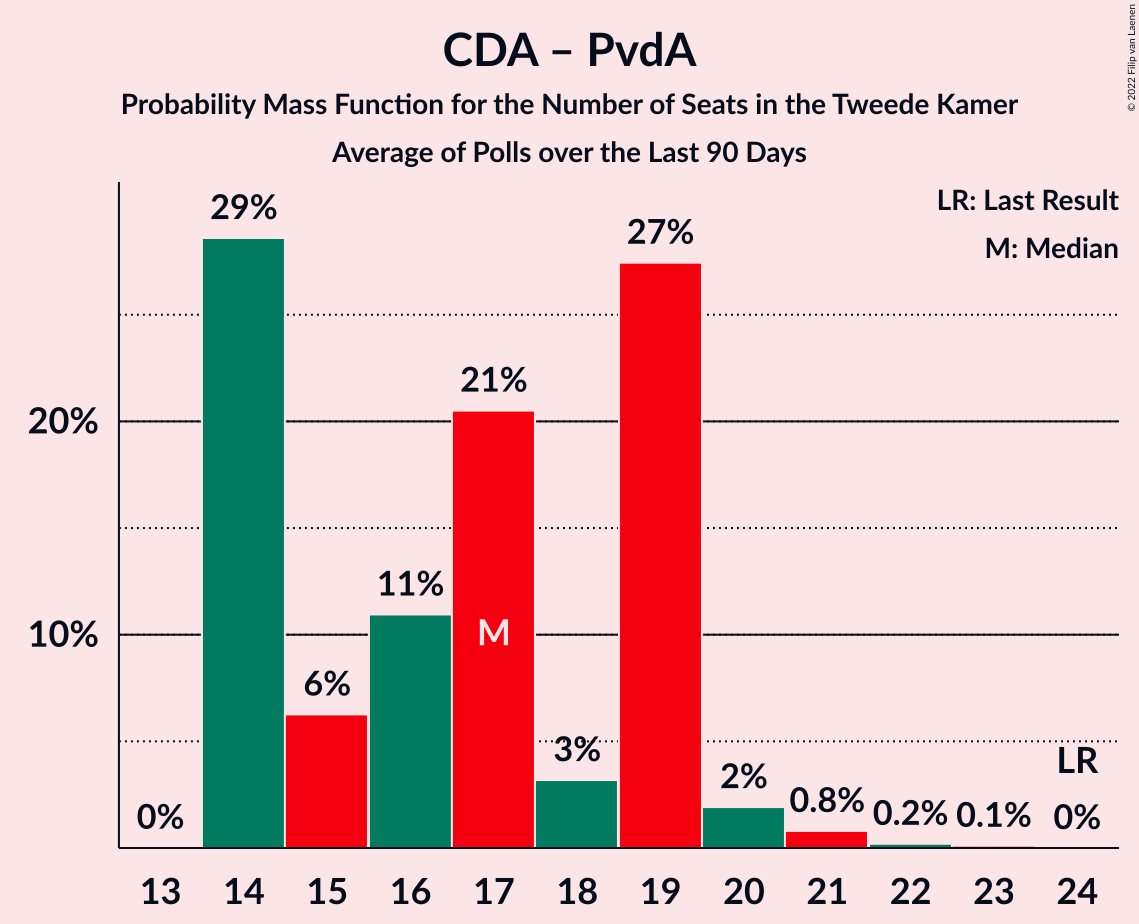 CDA – PvdA
Probability Mass Function for the Number of Seats in the Tweede Kamer
Average of Polls over the Last 90 Days
© 2022 Filip van Laenen
LR: Last Result
M: Median
29%
27%
21%
20%
11%
10%
M
6%
3%
LR
2%
0.8%
0.2%
0.1%
0%
0%
13 14 15 16 17 18 19 20 21 22 23 24